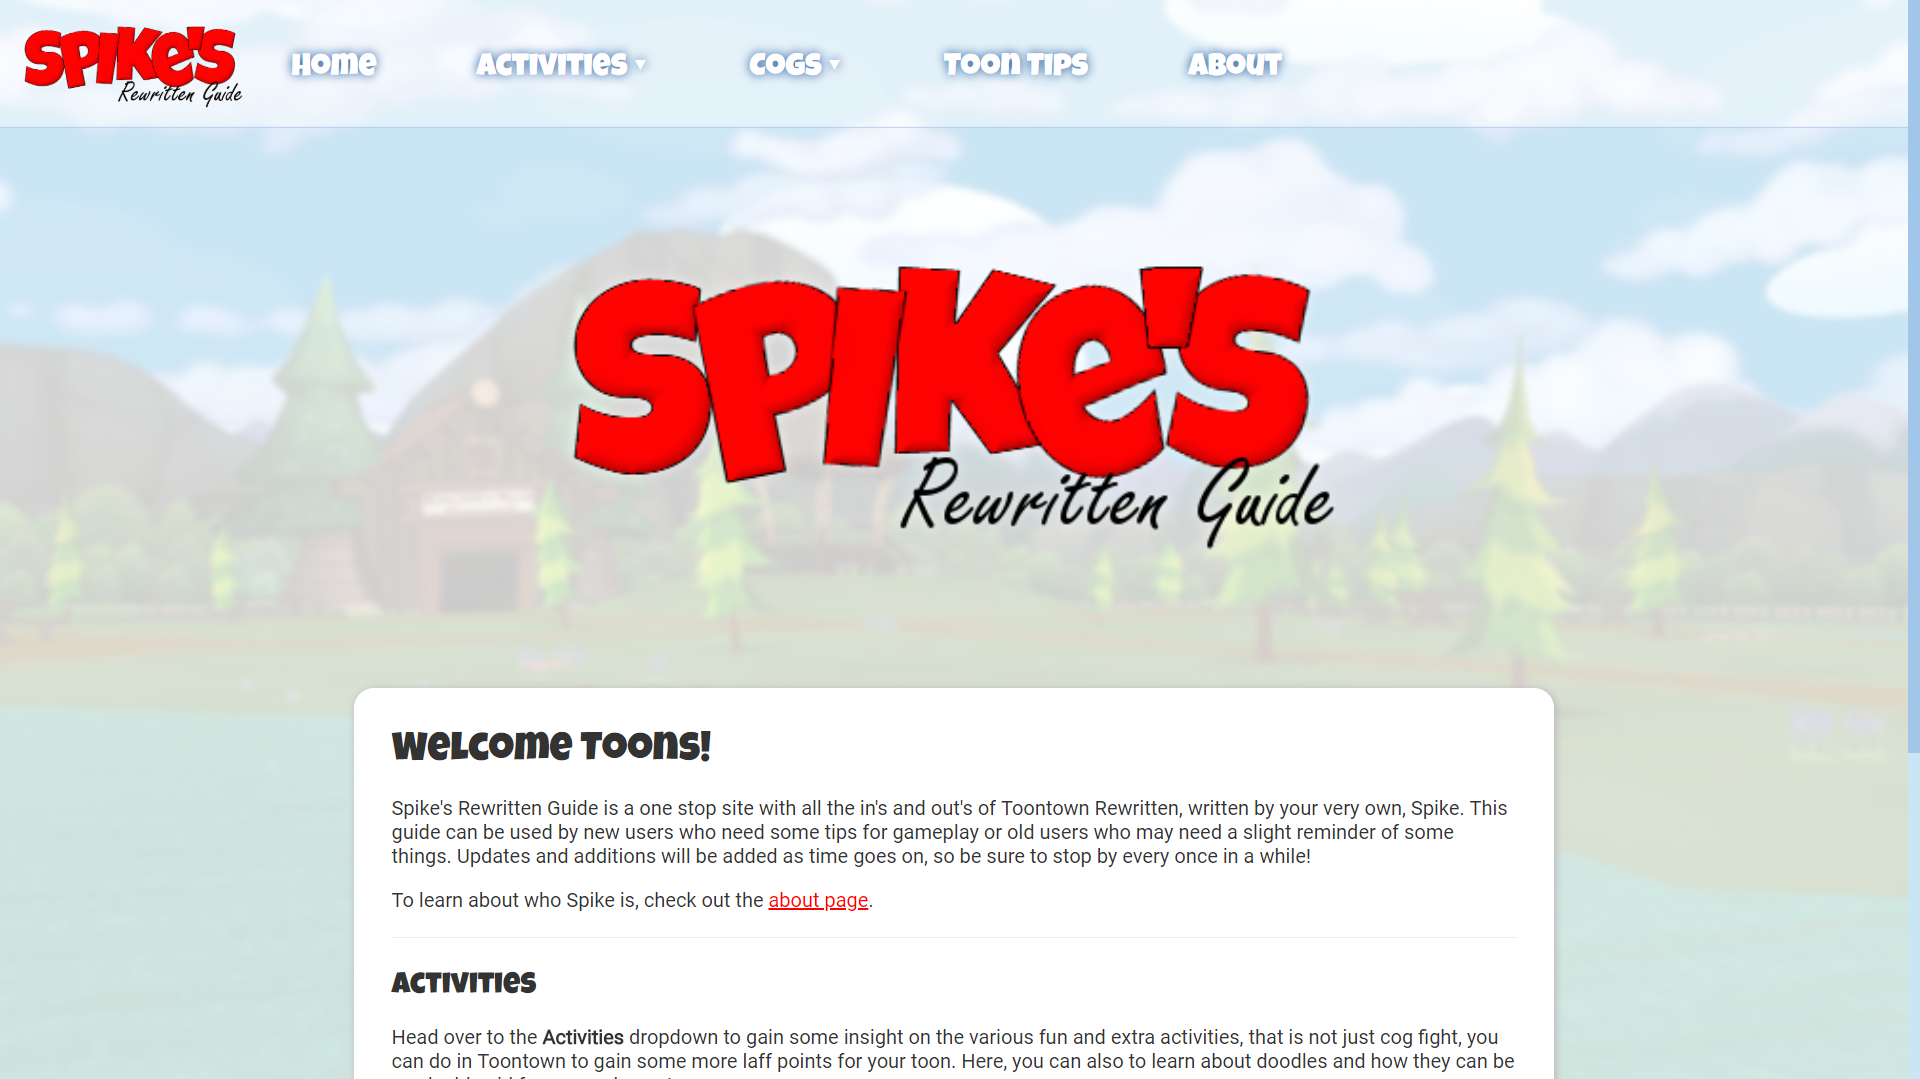 SPIKE'S
Rewritten Guide
Home
Activities ▼
Cogs ▼
Toon Tips
About
SPIKE'S
Rewritten Guide
Welcome Toons!
Spike's Rewritten Guide is a one stop site with all the in's and out's of Toontown Rewritten, written by your very own, Spike. This
guide can be used by new users who need some tips for gameplay or old users who may need a slight reminder of some
things. Updates and additions will be added as time goes on, so be sure to stop by every once in a while!
To learn about who Spike is, check out the about page.
Activities
Head over to the Activities dropdown to gain some insight on the various fun and extra activities, that is not just cog fight, you
can do in Toontown to gain some more laff points for your toon. Here, you can also to learn about doodles and how they can be